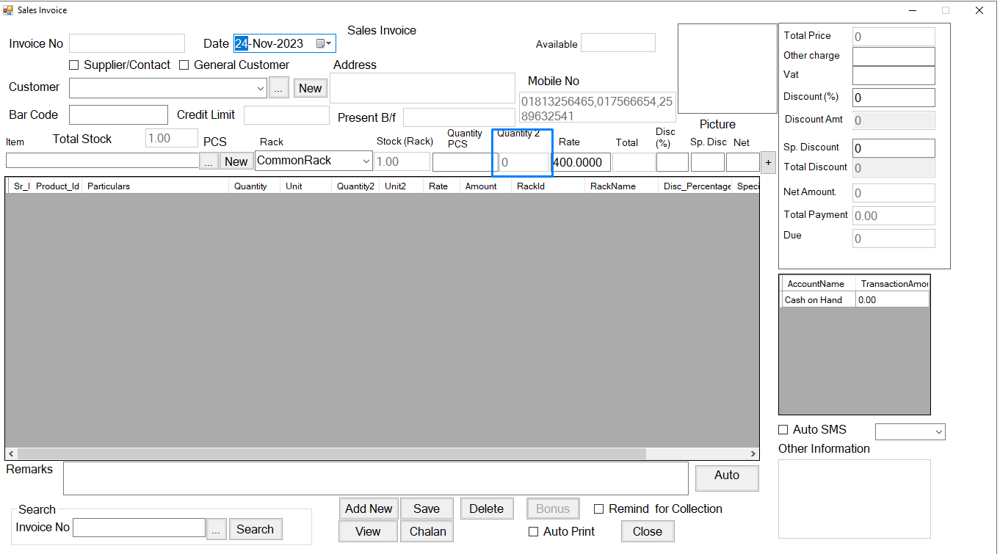 Sales Invoice
Sales Invoice
Invoice No
Date 24-Nov-2023
Available
Supplier/Contact General Customer
Address
Customer
... New
Mobile No
01813256465,017566654,25
89632541
Bar Code
Credit Limit
Present B/f
Picture
Item Total Stock 1.00 PCS Rack Stock (Rack) Quantity
PCS Quantity 2 Rate Total Disc
(%) Sp. Disc Net
... New CommonRack 1.00 0 400.0000 +
Product_Id Particulars Quantity Unit Quantity2 Unit2 Rate Amount RackId RackName Disc_Percentage Speci
Total Price 0
Other charge
Vat
Discount (%) 0
Discount Amt 0
Sp. Discount 0
Total Discount 0
Net Amount. 0
Total Payment 0.00
Due 0
AccountName TransactionAmou
Cash on Hand 0.00
Auto SMS
Other Information
Remarks
Auto
Search
Invoice No ... Search
Add New Save Delete Bonus Remind for Collection
View Chalan Auto Print Close